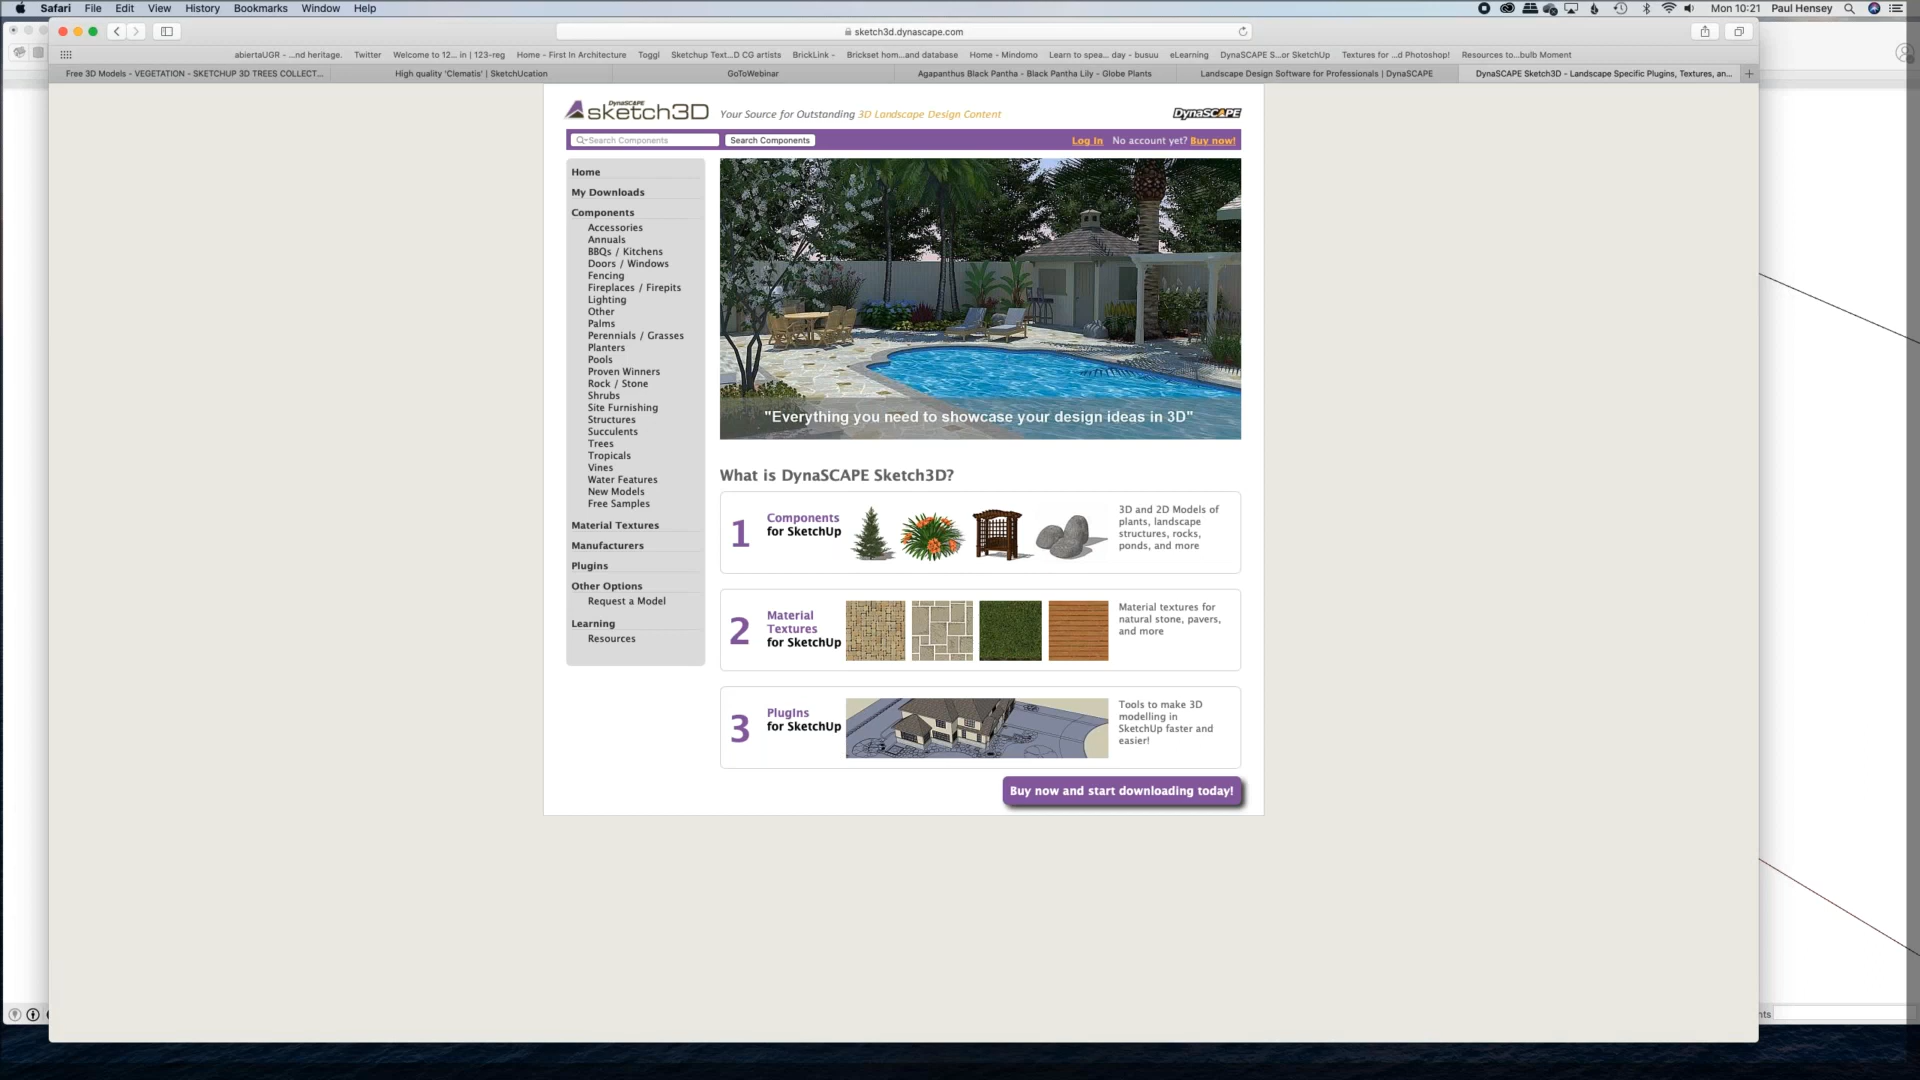 Safari File Edit View History Bookmarks Window Help Mon 10:21 Paul Hensey
sketch3d.dynascape.com
abiertaUGR - ...nd heritage. Twitter Welcome to 12... in | 123-reg Home - First In Architecture Toggl Sketchup Text...D CG artists BrickLink - Brickset hom...and database Home - Mindomo Learn to spea... day - busuu eLearning DynaSCAPE S...or SketchUp Textures for ...d Photoshop! Resources to...bulb Moment
Free 3D Models - VEGETATION - SKETCHUP 3D TREES COLLECT... High quality 'Clematis' | SketchUcation GoToWebinar Agapanthus Black Pantha - Black Pantha Lily - Globe Plants Landscape Design Software for Professionals | DynaSCAPE DynaSCAPE Sketch3D - Landscape Specific Plugins, Textures, an...
DynaSCAPE
sketch3D Your Source for Outstanding 3D Landscape Design Content DynaSCAPE
Search Components Search Components Log In No account yet? Buy now!
Home
My Downloads
Components
Accessories
Annuals
BBQs / Kitchens
Doors / Windows
Fencing
Fireplaces / Firepits
Lighting
Other
Palms
Perennials / Grasses
Planters
Pools
Proven Winners
Rock / Stone
Shrubs
Site Furnishing
Structures
Succulents
Trees
Tropicals
Vines
Water Features
New Models
Free Samples
Material Textures
Manufacturers
Plugins
Other Options
Request a Model
Learning
Resources
"Everything you need to showcase your design ideas in 3D"
What is DynaSCAPE Sketch3D?
1
Components
for SketchUp
3D and 2D Models of
plants, landscape
structures, rocks,
ponds, and more
2
Material
Textures
for SketchUp
Material textures for
natural stone, pavers,
and more
3
PlugIns
for SketchUp
Tools to make 3D
modelling in
SketchUp faster and
easier!
Buy now and start downloading today!
nts